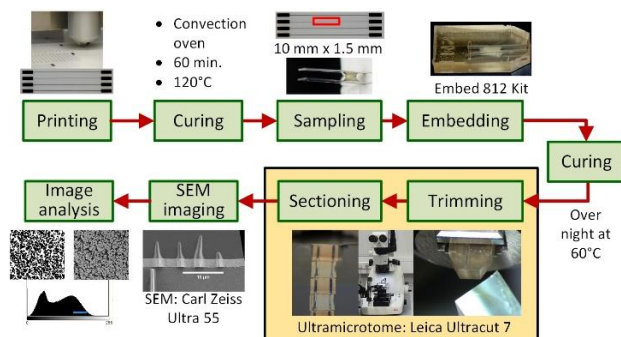 • Convection
oven
• 60 min.
• 120°C
10 mm x 1.5 mm
Embed 812 Kit
Printing
Curing
Sampling
Embedding
Curing
Over
night at
60°C
Image
analysis
SEM
imaging
Sectioning
Trimming
SEM: Carl Zeiss
Ultra 55
Ultramicrotome: Leica Ultracut 7